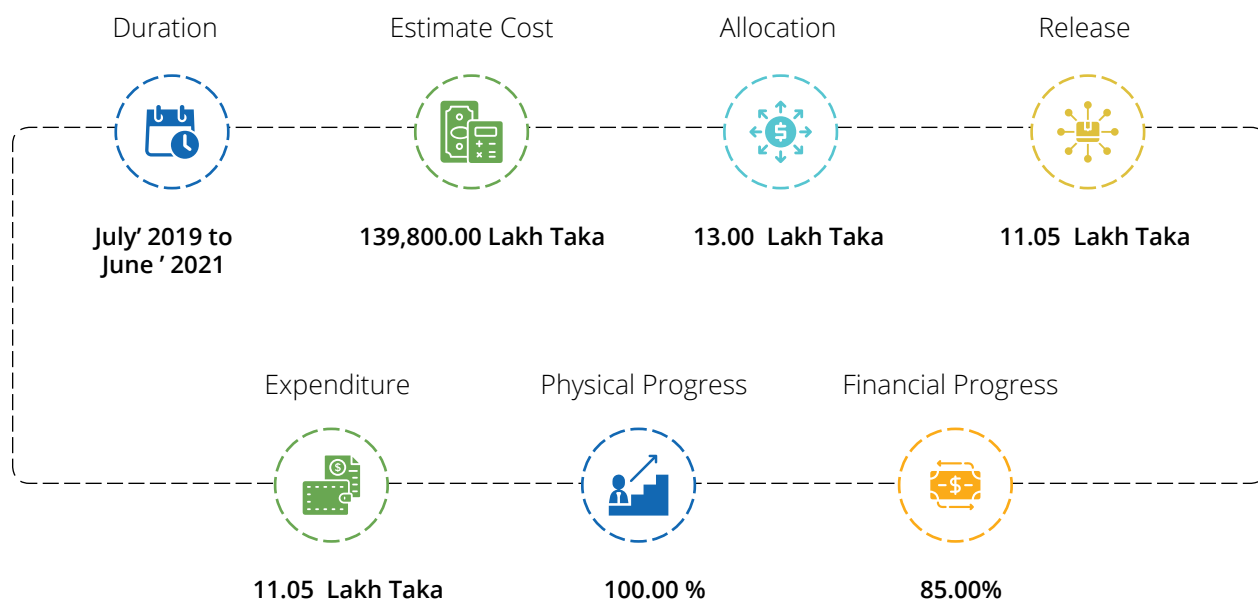 Duration
Estimate Cost
Allocation
Release
July’ 2019 to
June ’ 2021
139,800.00 Lakh Taka
13.00 Lakh Taka
11.05 Lakh Taka
Expenditure
Physical Progress
Financial Progress
11.05 Lakh Taka
100.00 %
85.00%